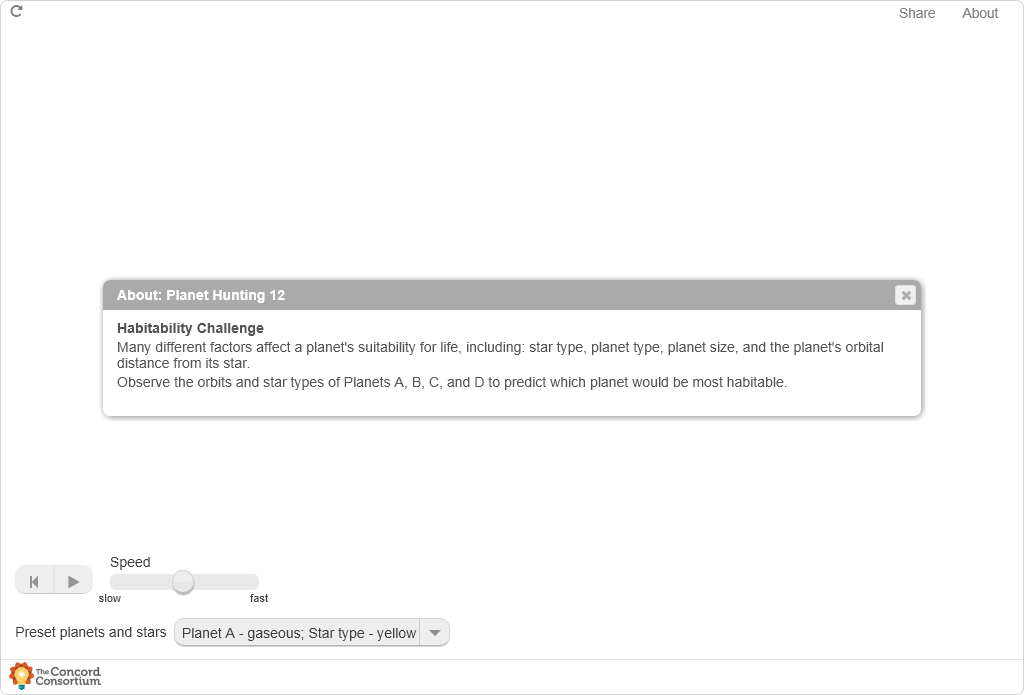 Share About
About: Planet Hunting 12
Habitability Challenge
Many different factors affect a planet's suitability for life, including: star type, planet type, planet size, and the planet's orbital
distance from its star.
Observe the orbits and star types of Planets A, B, C, and D to predict which planet would be most habitable.
Speed
slow fast
Preset planets and stars Planet A - gaseous; Star type - yellow
The Concord
Consortium